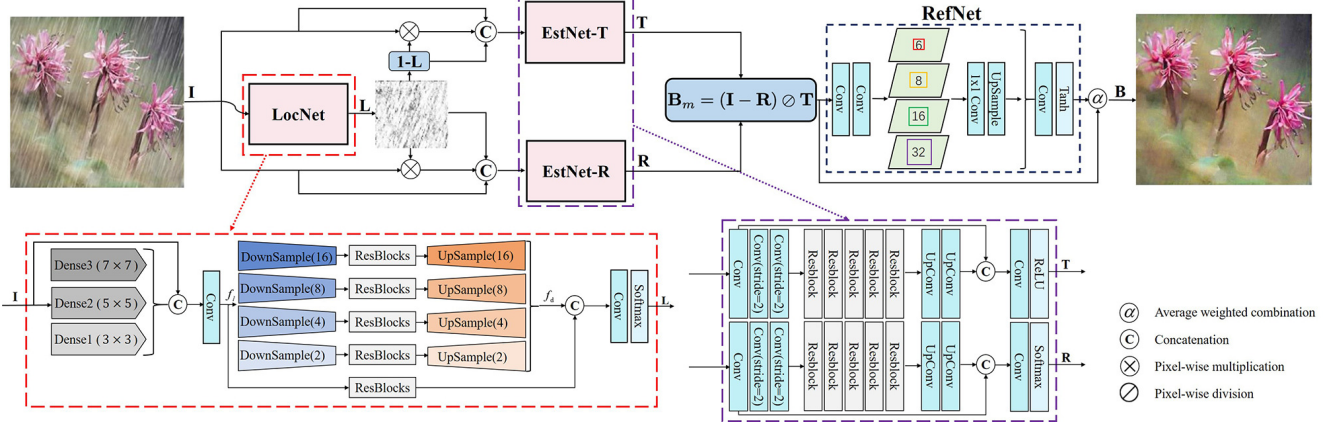 RefNet
I
LocNet
L
1-L
C
C
EstNet-T
EstNet-R
T
R
B_m = (I − R) ⊘ T
Conv
Conv
6
8
16
32
1x1 Conv
UpSample
Conv
Tanh
α
B
I
Dense3 (7 × 7)
Dense2 (5 × 5)
Dense1 (3 × 3)
C
Conv
f_l
DownSample(16)
ResBlocks
UpSample(16)
DownSample(8)
ResBlocks
UpSample(8)
DownSample(4)
ResBlocks
UpSample(4)
DownSample(2)
ResBlocks
UpSample(2)
ResBlocks
f_d
C
Conv
Softmax
L
Conv
Conv(stride=2)
Conv(stride=2)
Resblock
Resblock
Resblock
Resblock
Resblock
UpConv
UpConv
C
Conv
ReLU
T
Conv
Conv(stride=2)
Conv(stride=2)
Resblock
Resblock
Resblock
Resblock
Resblock
UpConv
UpConv
C
Conv
Softmax
R
α Average weighted combination
C Concatenation
Pixel-wise multiplication
Pixel-wise division